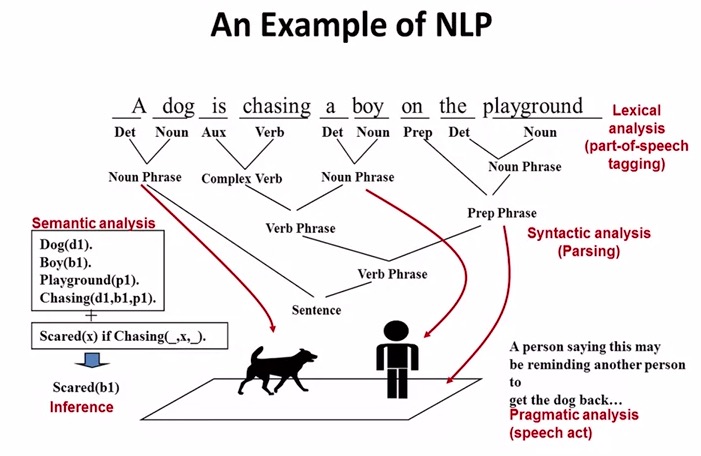 An Example of NLP
A dog is chasing a boy on the playground
Det Noun Aux Verb Det Noun Prep Det Noun
Lexical
analysis
(part-of-speech
tagging)
Noun Phrase
Noun Phrase Complex Verb Noun Phrase
Prep Phrase
Verb Phrase
Syntactic analysis
(Parsing)
Verb Phrase
Sentence
Semantic analysis
Dog(d1).
Boy(b1).
Playground(p1).
Chasing(d1,b1,p1).
+
Scared(x) if Chasing(_,x,_).
Scared(b1)
Inference
A person saying this may
be reminding another person
to
get the dog back…
Pragmatic analysis
(speech act)